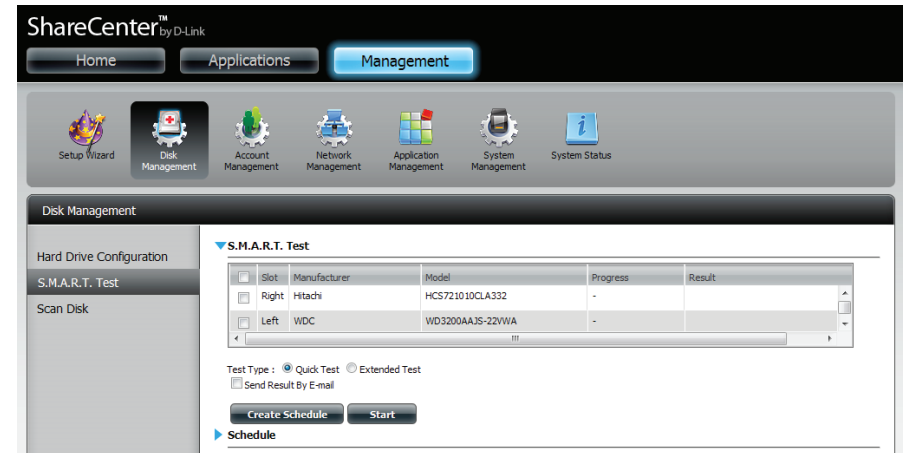 ShareCenter™ by D-Link
Home Applications Management
Setup Wizard Disk Management Account Management Network Management Application Management System Management System Status
Disk Management
Hard Drive Configuration
S.M.A.R.T. Test
Scan Disk
S.M.A.R.T. Test
Slot Manufacturer Model Progress Result
Right Hitachi HCS721010CLA332 -
Left WDC WD3200AAJS-22VWA -
Test Type : Quick Test Extended Test
Send Result By E-mail
Create Schedule Start
Schedule